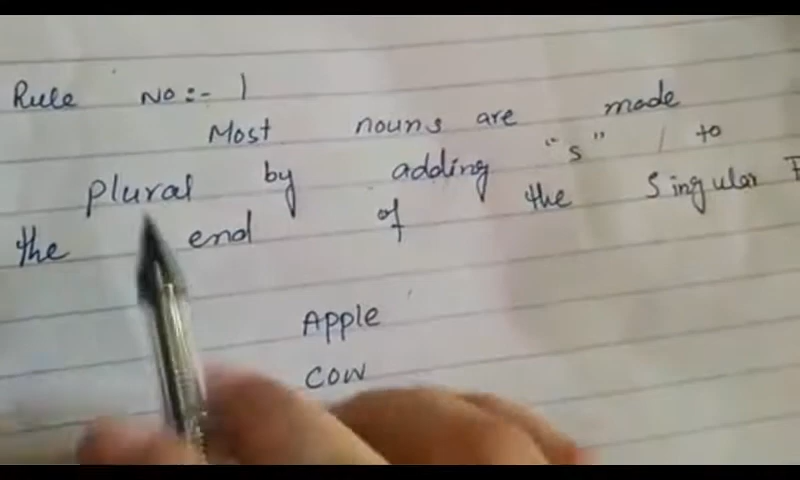 Rule No:- 1
Most nouns are made
plural by adding "s" to
the end of the Singular
Apple
cow